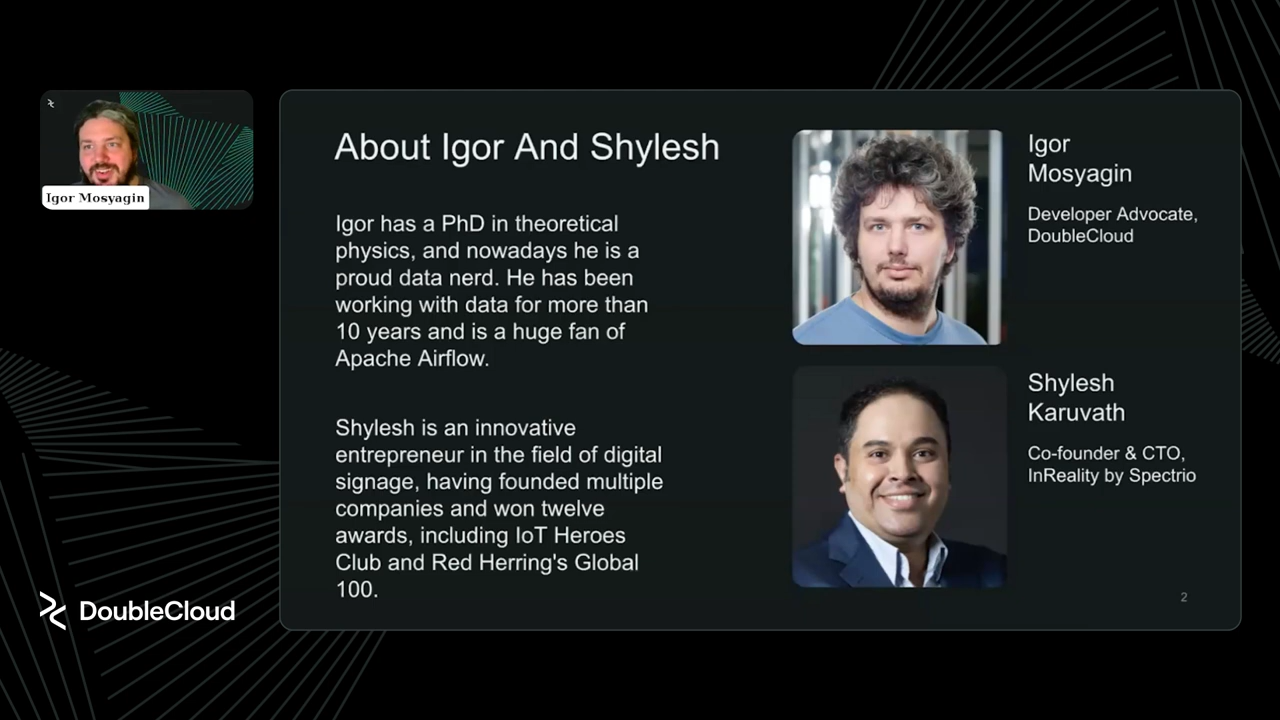 Igor Mosyagin
DoubleCloud
About Igor And Shylesh
Igor has a PhD in theoretical
physics, and nowadays he is a
proud data nerd. He has been
working with data for more than
10 years and is a huge fan of
Apache Airflow.
Shylesh is an innovative
entrepreneur in the field of digital
signage, having founded multiple
companies and won twelve
awards, including IoT Heroes
Club and Red Herring's Global
100.
Igor
Mosyagin
Developer Advocate,
DoubleCloud
Shylesh
Karuvath
Co-founder & CTO,
InReality by Spectrio
2